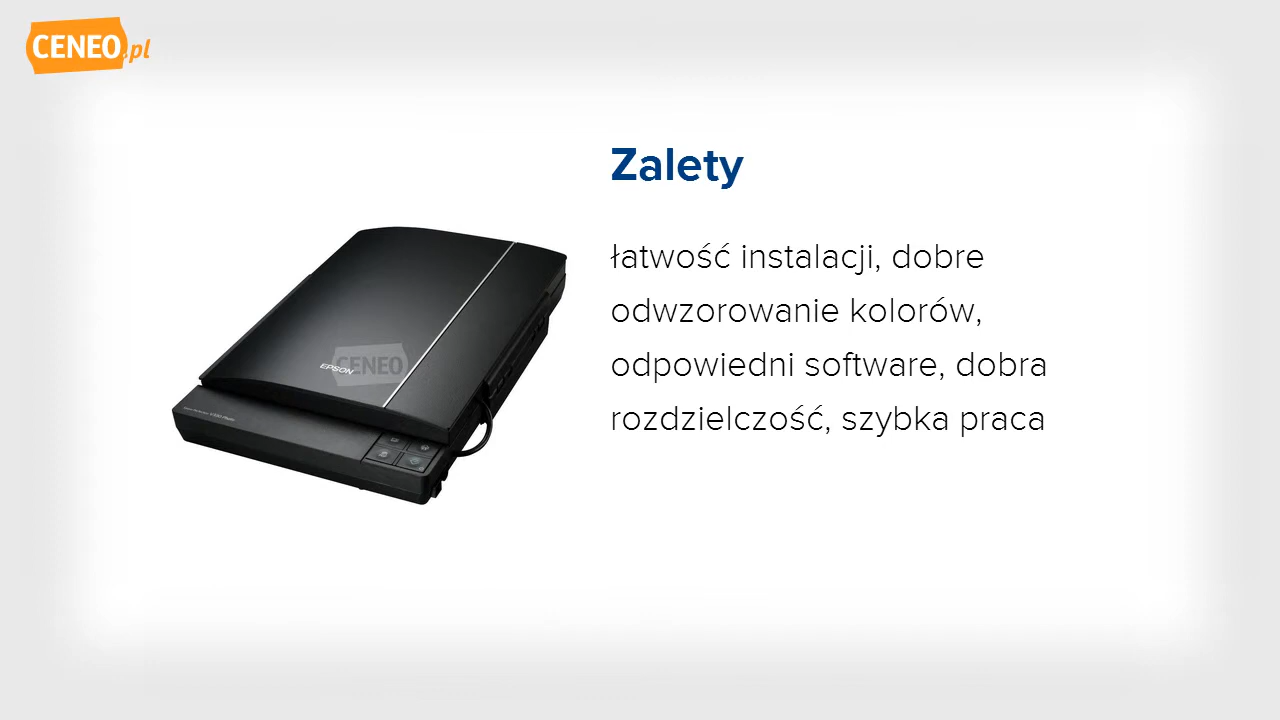 CENEO.pl
Zalety
łatwość instalacji, dobre
odwzorowanie kolorów,
odpowiedni software, dobra
rozdzielczość, szybka praca
EPSON
CENEO